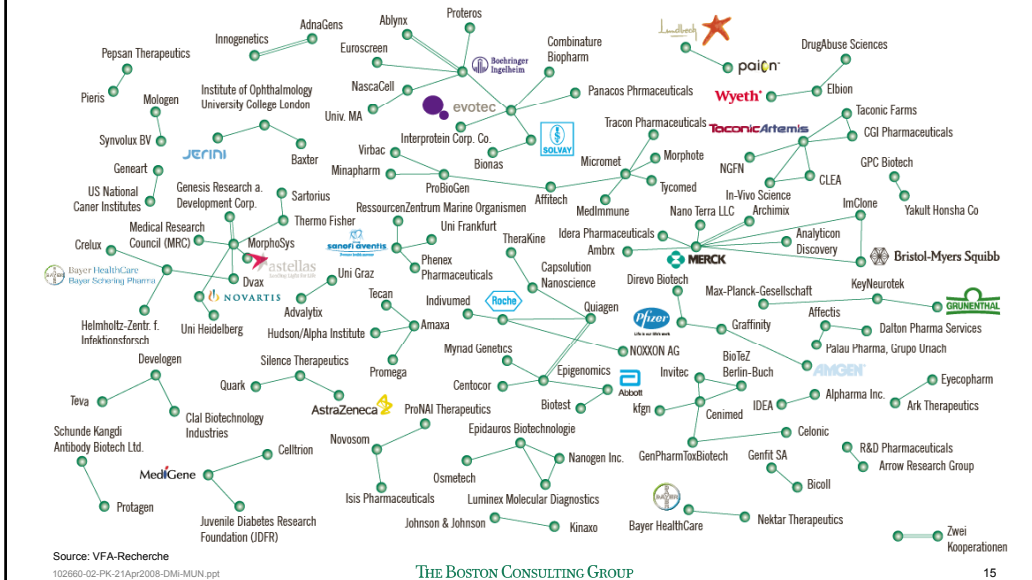 Proteros
AdnaGens
Ablynx
Innogenetics
Lundbeck
Euroscreen
Combinature
Biopharm
DrugAbuse Sciences
Pepsan Therapeutics
Boehringer
Ingelheim
paion
NascaCell
Elbion
Pieris
Institute of Ophthalmology
University College London
Panacos Phrmaceuticals
Wyeth
Mologen
evotec
Univ. MA
Taconic Farms
Tracon Pharmaceuticals
TaconicArtemis
Synvolux BV
Interprotein Corp. Co.
SOLVAY
CGI Pharmaceuticals
JERINI
Virbac
Bionas
Baxter
Micromet
Morphote
NGFN
GPC Biotech
Geneart
Minapharm
CLEA
US National
Caner Institutes
Genesis Research a.
Development Corp.
Sartorius
ProBioGen
Tycomed
Affitech
In-Vivo Science
Yakult Honsha Co
RessourcenZentrum Marine Organismen
MedImmune
Nano Terra LLC
Archimix
ImClone
Medical Research
Council (MRC)
Thermo Fisher
Uni Frankfurt
TheraKine
Idera Pharmaceuticals
Analyticon
Discovery
Crelux
MorphoSys
sanofi aventis
Ambrx
MERCK
Bristol-Myers Squibb
astellas
Phenex
Pharmaceuticals
Capsolution
Nanoscience
Bayer HealthCare
Bayer Schering Pharma
Dvax
Uni Graz
Direvo Biotech
KeyNeurotek
NOVARTIS
Tecan
Indivumed
Roche
Max-Planck-Gesellschaft
GRÜNENTHAL
Advalytix
Quiagen
Pfizer
Affectis
Helmholtz-Zentr. f.
Infektionsforsch
Uni Heidelberg
Hudson/Alpha Institute
Amaxa
Graffinity
Dalton Pharma Services
Myriad Genetics
NOXXON AG
BioTeZ
Berlin-Buch
Palau Pharma, Grupo Uriach
Developgen
Silence Therapeutics
Promega
Epigenomics
Invitec
AMGEN
Eyecopharm
Quark
Centocor
Abbott
Alpharma Inc.
Teva
AstraZeneca
Biotest
kfgn
Cenimed
IDEA
Ark Therapeutics
Clal Biotechnology
Industries
ProNAI Therapeutics
Schunde Kangdi
Antibody Biotech Ltd.
Epidauros Biotechnologie
Celonic
Novosom
Celltrion
Nanogen Inc.
GenPharmToxBiotech
Genfit SA
R&D Pharmaceuticals
MediGene
Osmetech
Arrow Research Group
Isis Pharmaceuticals
Luminex Molecular Diagnostics
Bicoll
Protagen
Juvenile Diabetes Research
Foundation (JDFR)
Johnson & Johnson
Kinaxo
BAYER
Bayer HealthCare
Nektar Therapeutics
Zwei
Kooperationen
Source: VFA-Recherche
102660-02-PK-21Apr2008-DMi-MUN.ppt
THE BOSTON CONSULTING GROUP
15